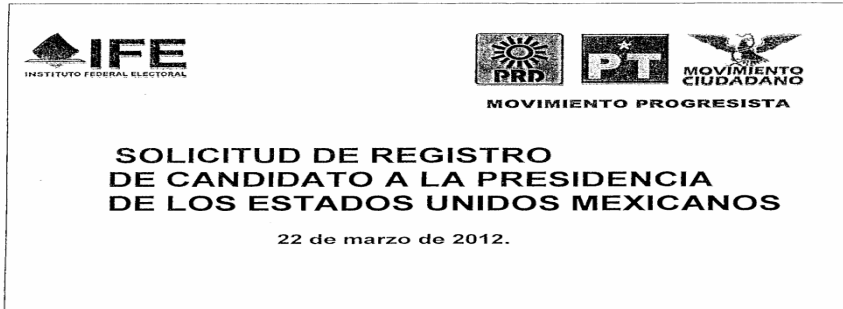 IFE
INSTITUTO FEDERAL ELECTORAL
PRD
PT
MOVIMIENTO
CIUDADANO
MOVIMIENTO PROGRESISTA
SOLICITUD DE REGISTRO
DE CANDIDATO A LA PRESIDENCIA
DE LOS ESTADOS UNIDOS MEXICANOS
22 de marzo de 2012.